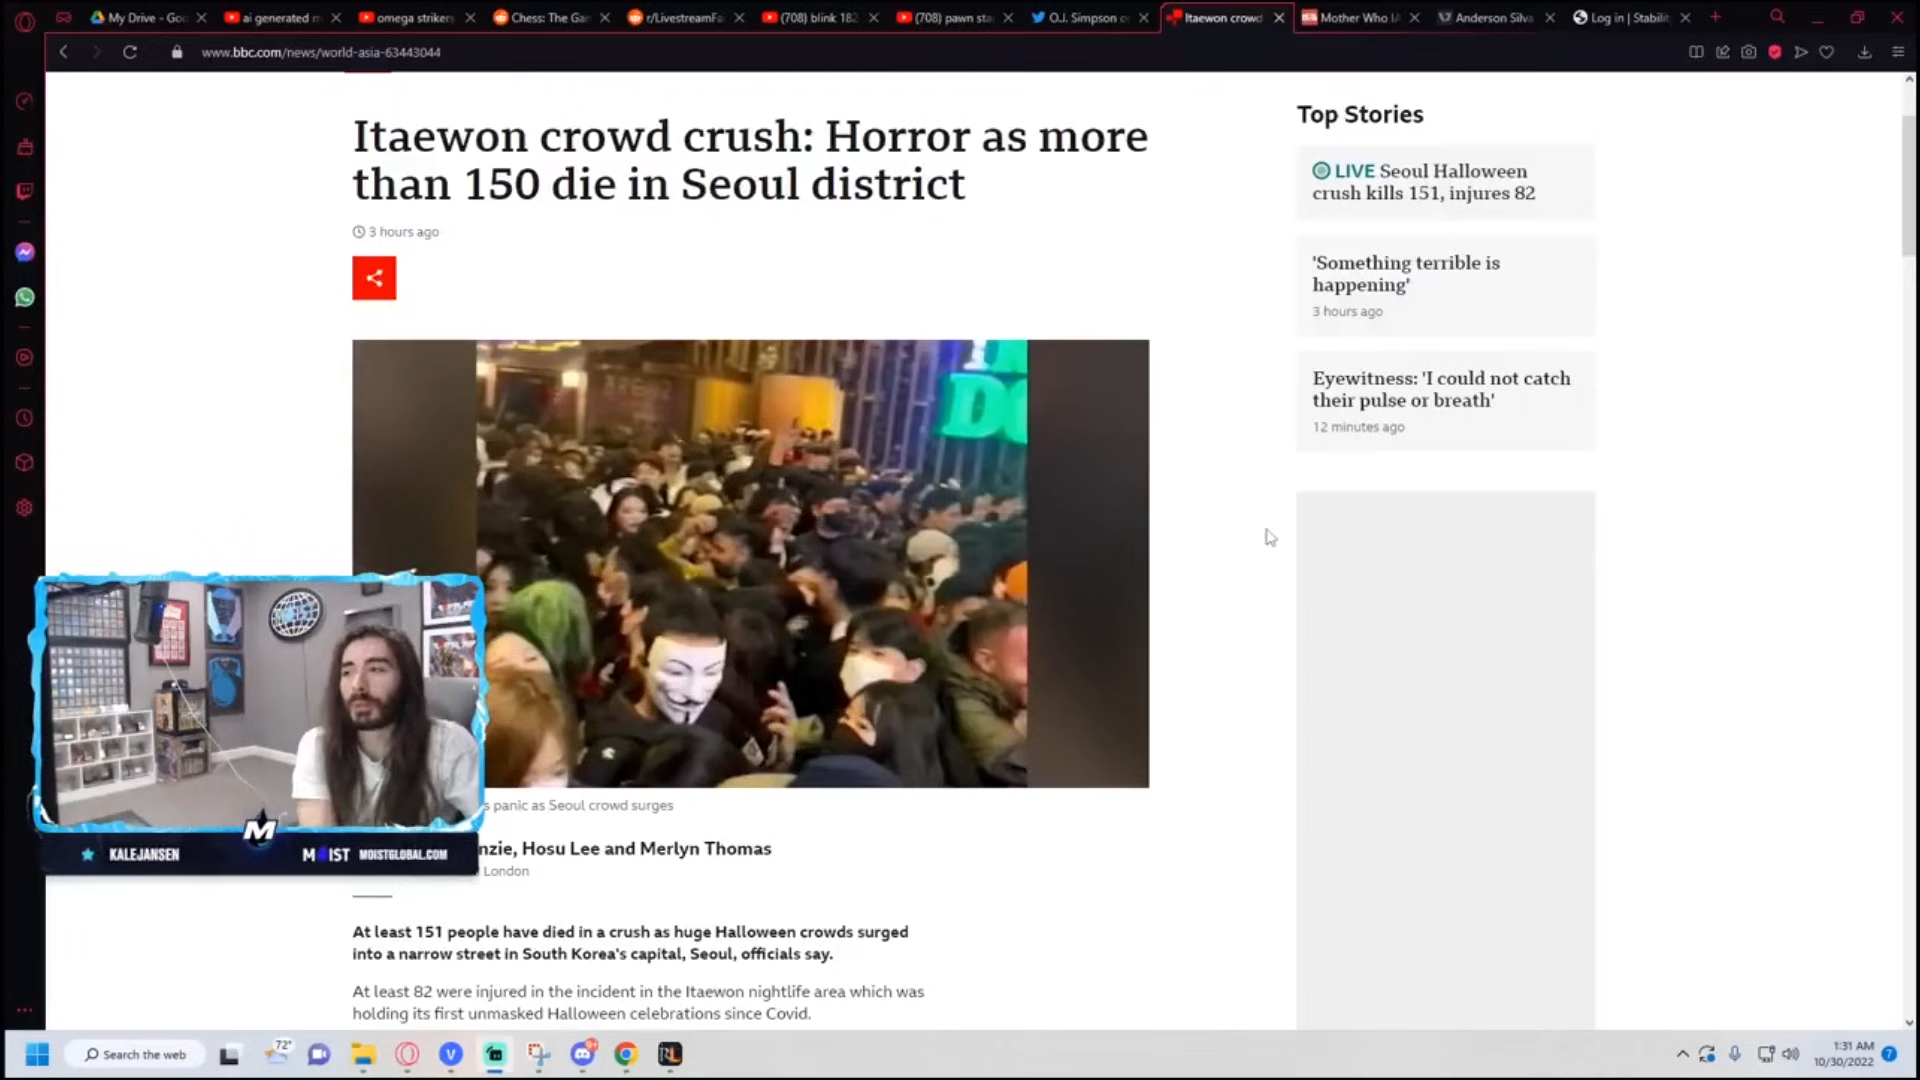 My Drive - Goo
ai generated m
omega strikers
Chess: The Gan
r/LivestreamFa
(708) blink 182
(708) pawn sta
O.J. Simpson o
Itaewon crowd
Mother Who IA
Anderson Silva
Log in | Stabilit
www.bbc.com/news/world-asia-63443044
Itaewon crowd crush: Horror as more
than 150 die in Seoul district
3 hours ago
Top Stories
LIVE Seoul Halloween
crush kills 151, injures 82
'Something terrible is
happening'
3 hours ago
Eyewitness: 'I could not catch
their pulse or breath'
12 minutes ago
s panic as Seoul crowd surges
nzie, Hosu Lee and Merlyn Thomas
London
KALEJANSEN
M
MOIST
MOISTGLOBAL.COM
At least 151 people have died in a crush as huge Halloween crowds surged
into a narrow street in South Korea's capital, Seoul, officials say.
At least 82 were injured in the incident in the Itaewon nightlife area which was
holding its first unmasked Halloween celebrations since Covid.
Search the web
72°
V
1:31 AM
10/30/2022
7